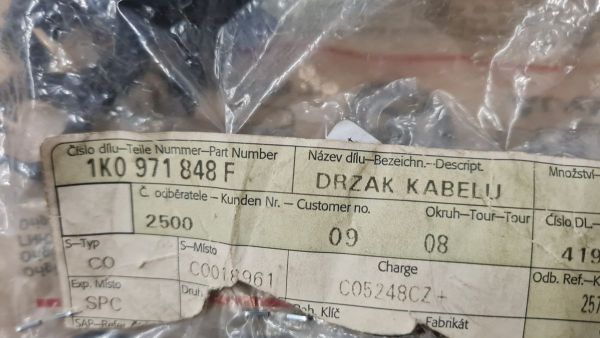 Číslo dílu–Teile Nummer–Part Number
1K0 971 848 F
Název dílu–Bezeichn.–Descript.
DRZAK KABELU
Množství–
Č. odběratele – Kunden Nr. – Customer no.
2500
09
Okruh–Tour–Tour
08
Číslo DL.–
419
S–Typ
CO
S–Místo
C0018961
Charge
C05248CZ+
Odb. Ref.–K
257
Exp. Místo
SPC
Druh.
Klíč
Fabrikát